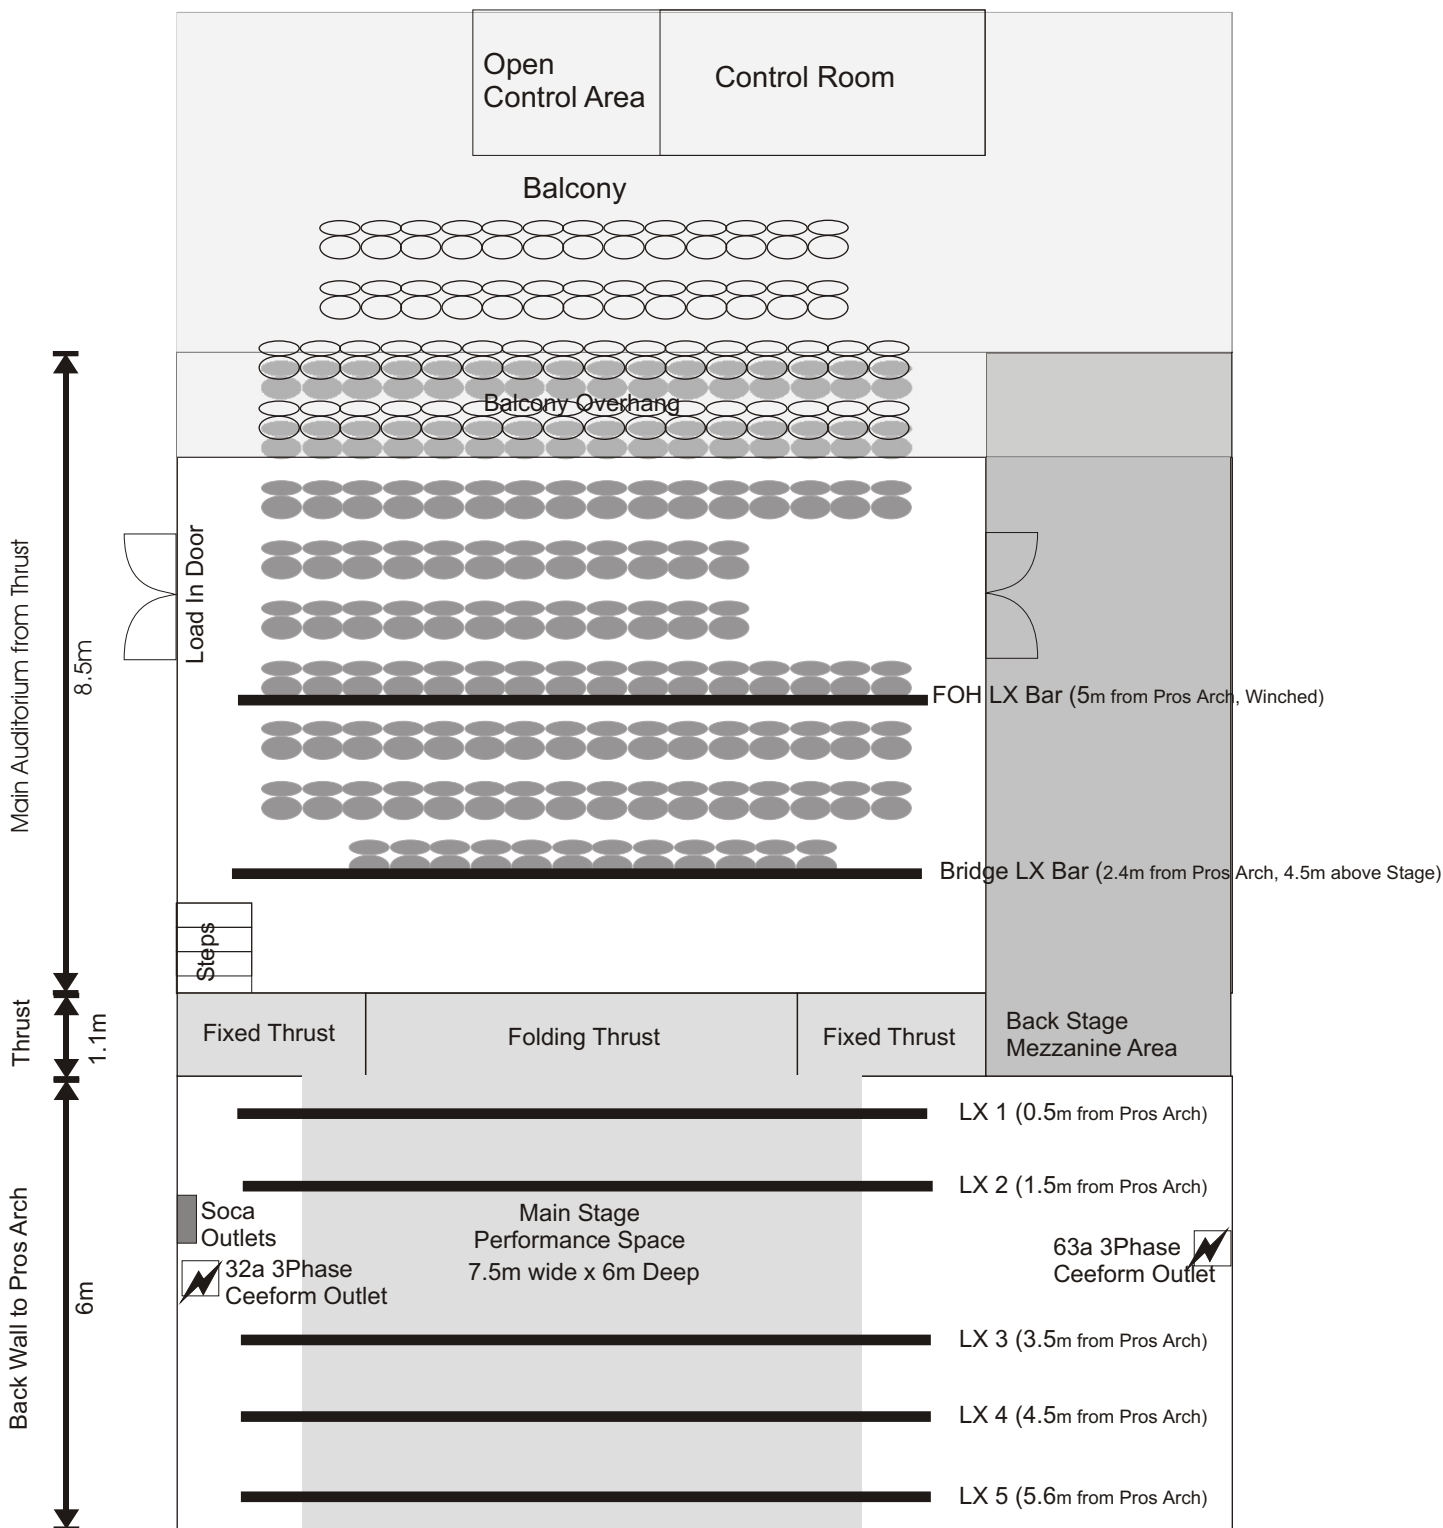 Open
Control Area
Control Room
Balcony
Balcony Overhang
Load In Door
Main Auditorium from Thrust
8.5m
FOH LX Bar (5m from Pros Arch, Winched)
Bridge LX Bar (2.4m from Pros Arch, 4.5m above Stage)
Steps
Thrust
1.1m
Fixed Thrust
Folding Thrust
Fixed Thrust
Back Stage
Mezzanine Area
LX 1 (0.5m from Pros Arch)
LX 2 (1.5m from Pros Arch)
Back Wall to Pros Arch
6m
Soca
Outlets
32a 3Phase
Ceeform Outlet
Main Stage
Performance Space
7.5m wide x 6m Deep
63a 3Phase
Ceeform Outlet
LX 3 (3.5m from Pros Arch)
LX 4 (4.5m from Pros Arch)
LX 5 (5.6m from Pros Arch)